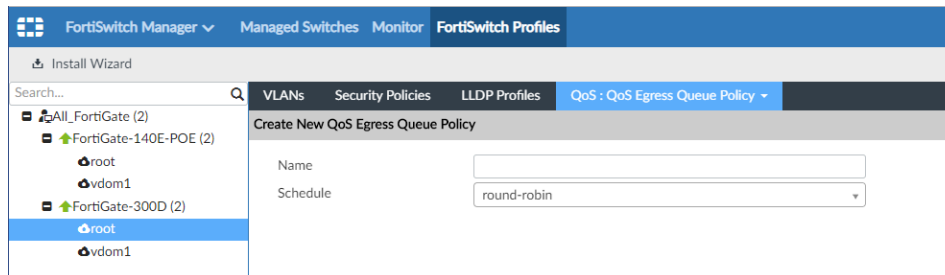 FortiSwitch Manager Managed Switches Monitor FortiSwitch Profiles
Install Wizard
Search... VLANs Security Policies LLDP Profiles QoS : QoS Egress Queue Policy
All_FortiGate (2) Create New QoS Egress Queue Policy
FortiGate-140E-POE (2)
root Name
vdom1 Schedule round-robin
FortiGate-300D (2)
root
vdom1